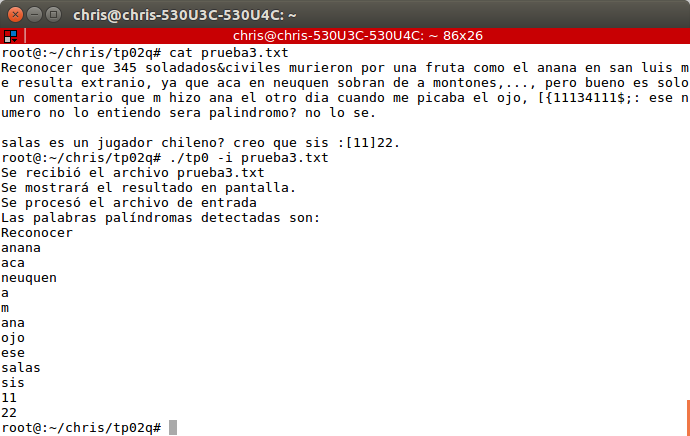 chris@chris-530U3C-530U4C: ~
chris@chris-530U3C-530U4C: ~ 86x26
root@:~/chris/tp02q# cat prueba3.txt
Reconocer que 345 soladados&civiles murieron por una fruta como el anana en san luis m
e resulta extranio, ya que aca en neuquen sobran de a montones,..., pero bueno es solo
 un comentario que m hizo ana el otro dia cuando me picaba el ojo, [{11134111$;: ese n
umero no lo entiendo sera palindromo? no lo se.

salas es un jugador chileno? creo que sis :[11]22.
root@:~/chris/tp02q# ./tp0 -i prueba3.txt
Se recibió el archivo prueba3.txt
Se mostrará el resultado en pantalla.
Se procesó el archivo de entrada
Las palabras palíndromas detectadas son:
Reconocer
anana
aca
neuquen
a
m
ana
ojo
ese
salas
sis
11
22
root@:~/chris/tp02q#